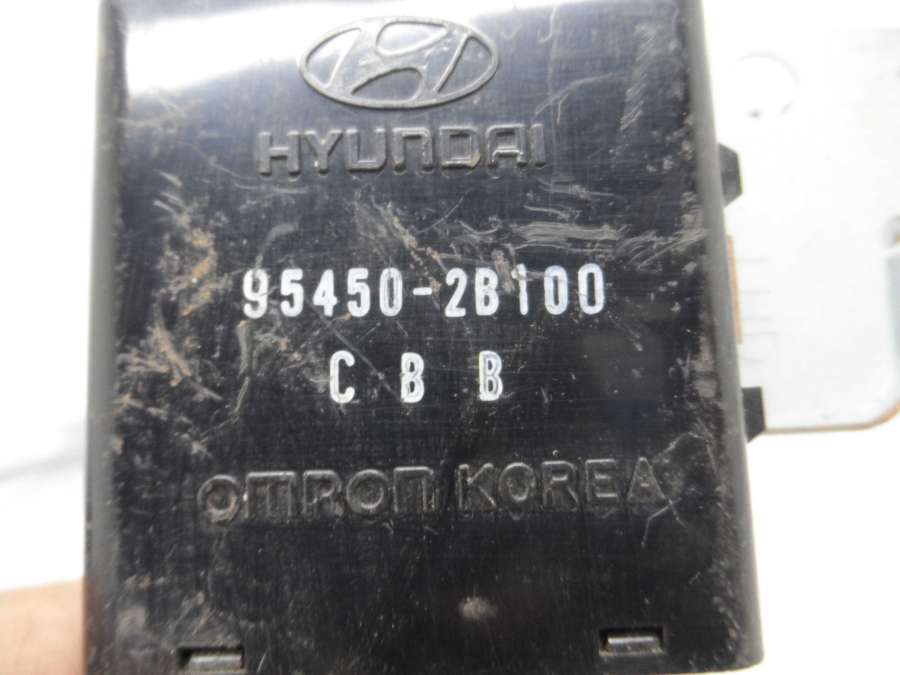 HYUNDAI
95450-2B100
C B B
OMRON KOREA